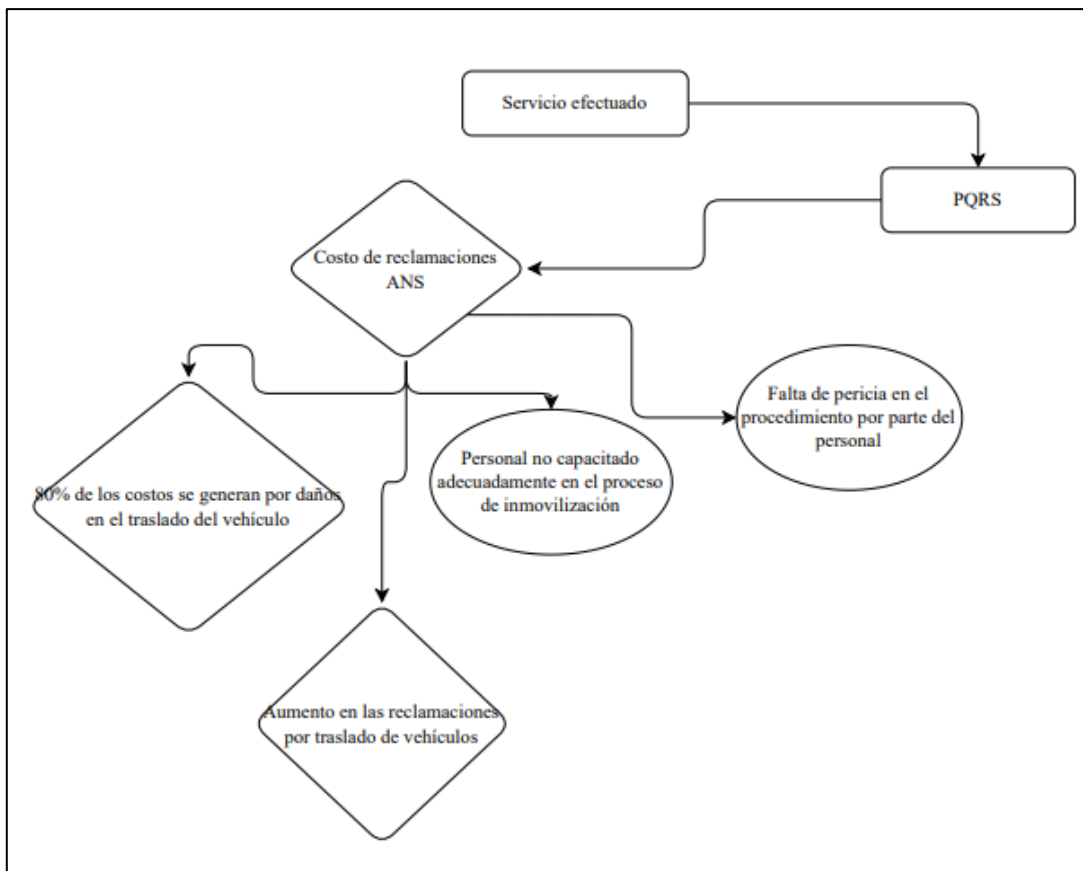 Servicio efectuado
PQRS
Costo de reclamaciones
ANS
Falta de pericia en el
procedimiento por parte del
personal
Personal no capacitado
adecuadamente en el proceso
de inmovilización
80% de los costos se generan por daños
en el traslado del vehículo
Aumento en las reclamaciones
por traslado de vehículos